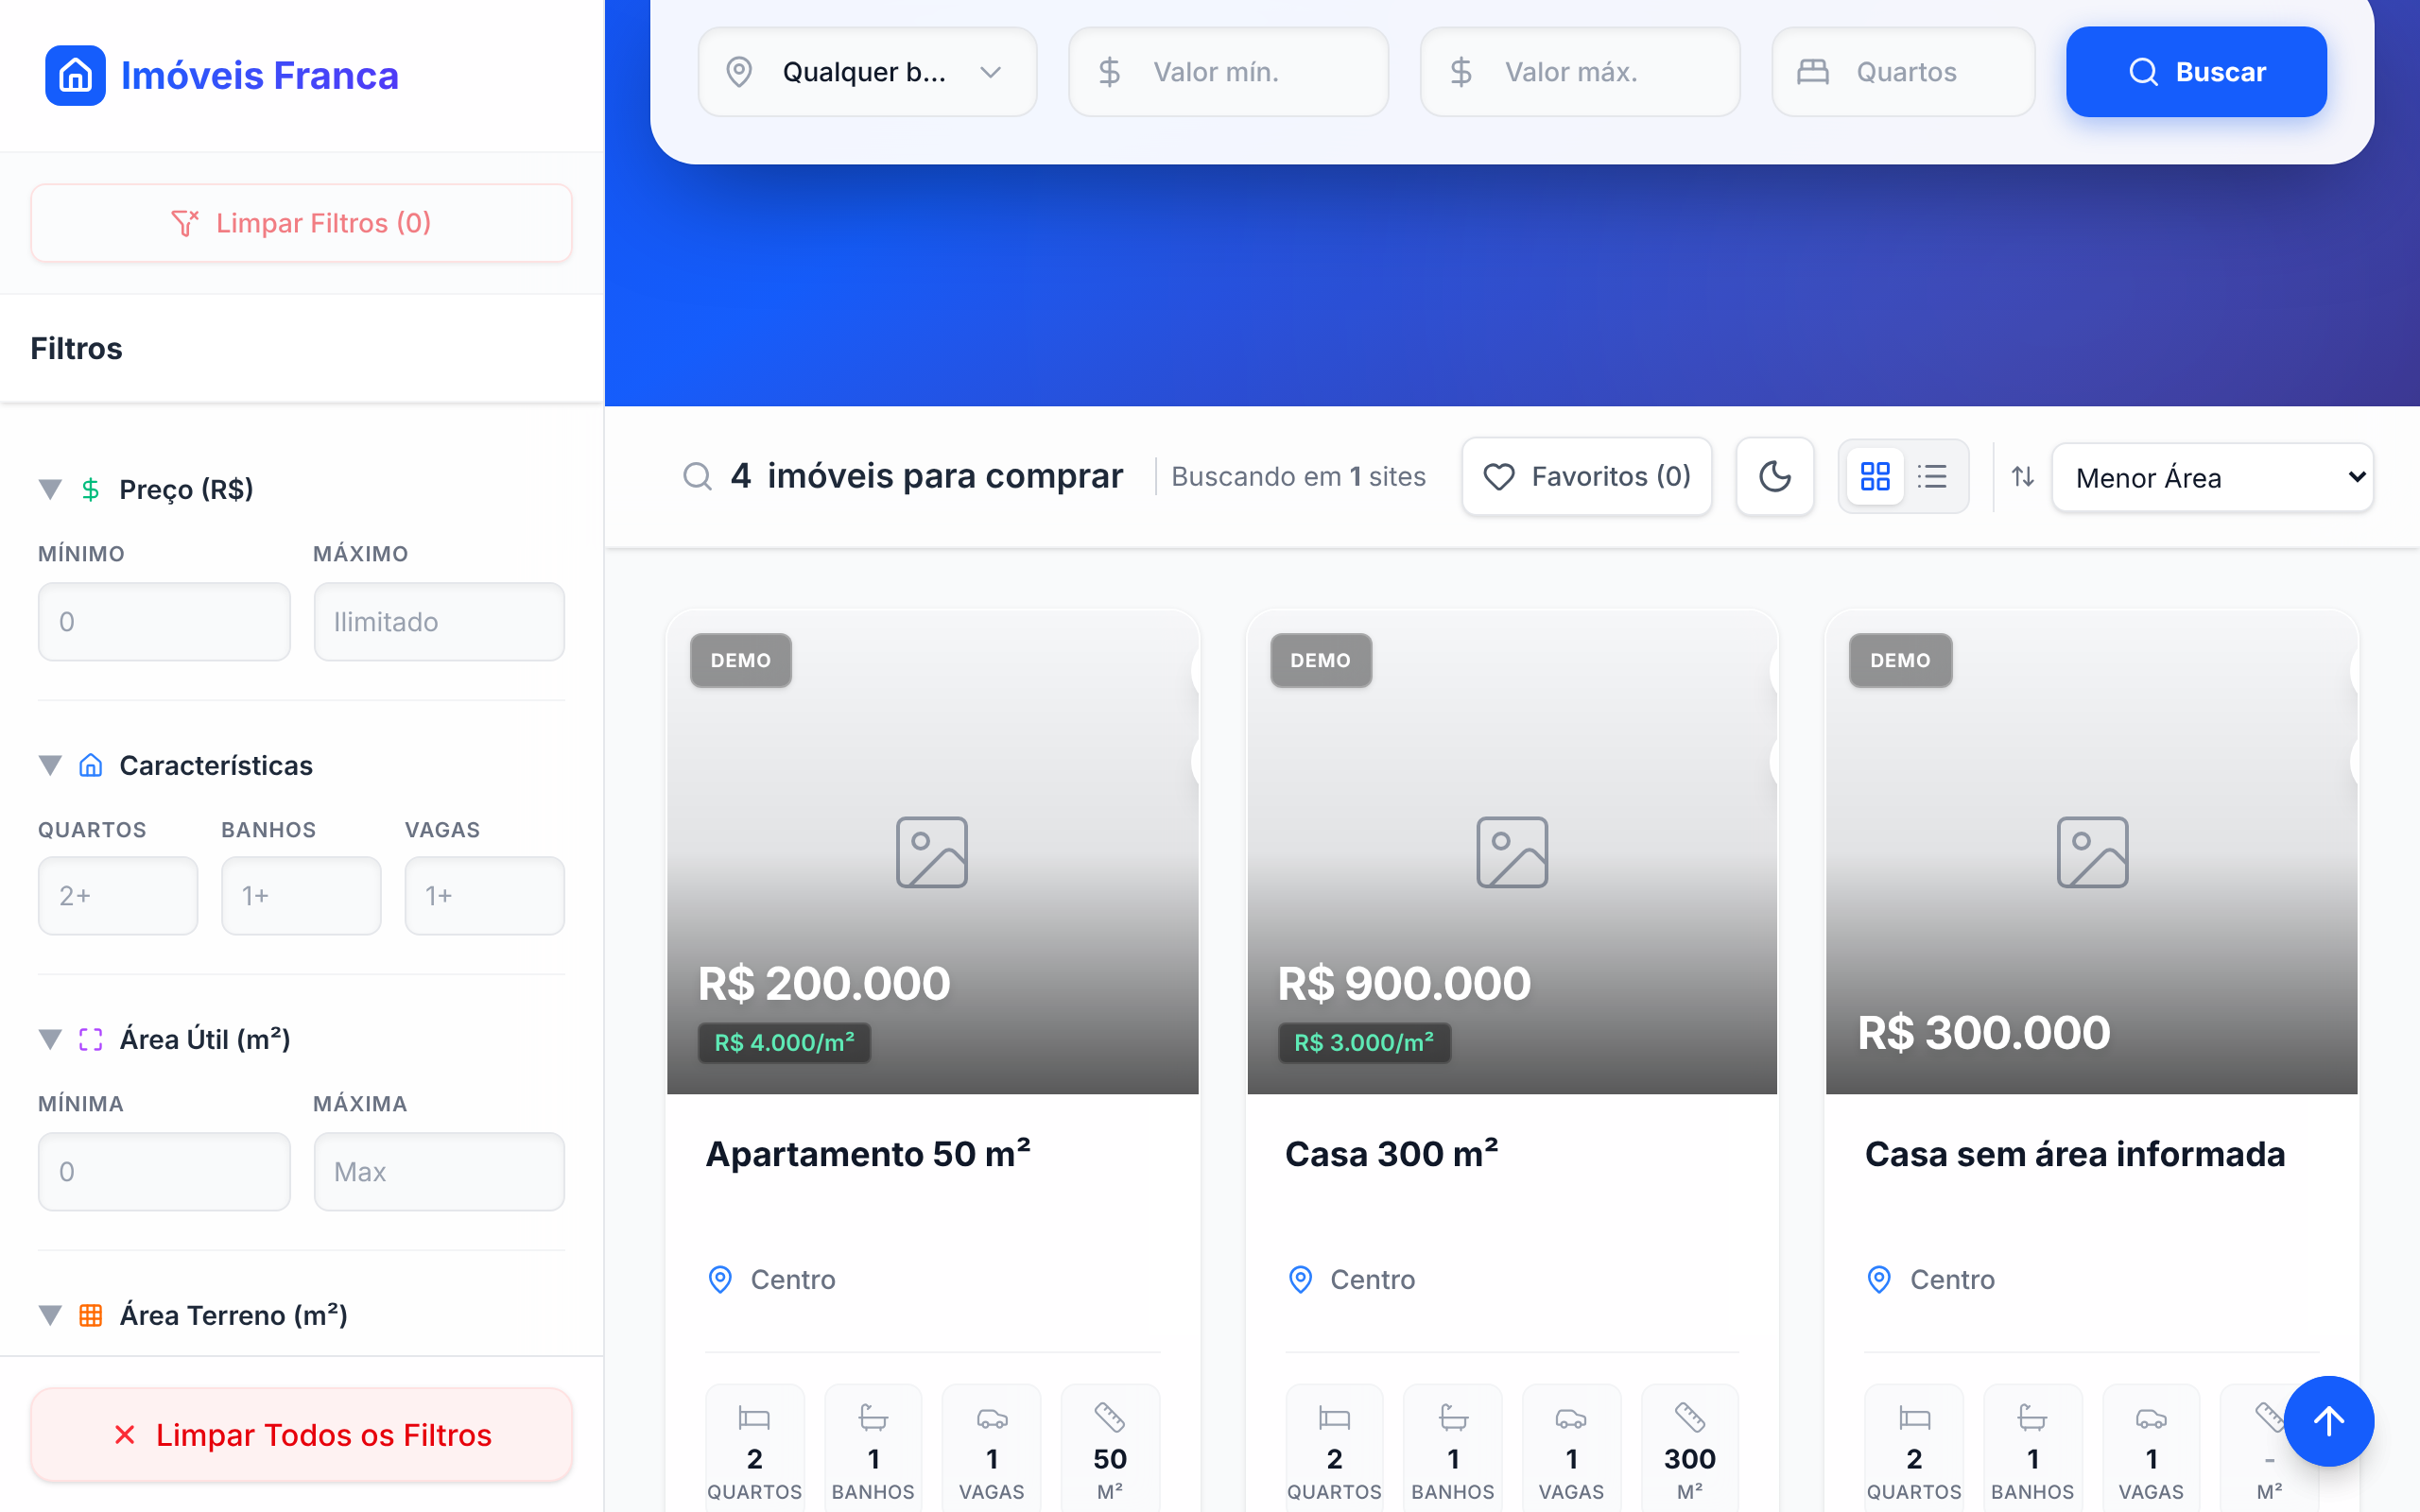 Imóveis Franca
Limpar Filtros (0)
Filtros
Preço (R$)
MÍNIMO MÁXIMO
0 Ilimitado
Características
QUARTOS BANHOS VAGAS
2+ 1+ 1+
Área Útil (m²)
MÍNIMA MÁXIMA
0 Max
Área Terreno (m²)
Limpar Todos os Filtros
Qualquer b... Valor mín. Valor máx. Quartos Buscar
4 imóveis para comprar Buscando em 1 sites Favoritos (0) Menor Área
DEMO
R$ 200.000
R$ 4.000/m²
Apartamento 50 m²
Centro
2 1 1 50
QUARTOS BANHOS VAGAS M²
DEMO
R$ 900.000
R$ 3.000/m²
Casa 300 m²
Centro
2 1 1 300
QUARTOS BANHOS VAGAS M²
DEMO
R$ 300.000
Casa sem área informada
Centro
2 1 1 -
QUARTOS BANHOS VAGAS M²